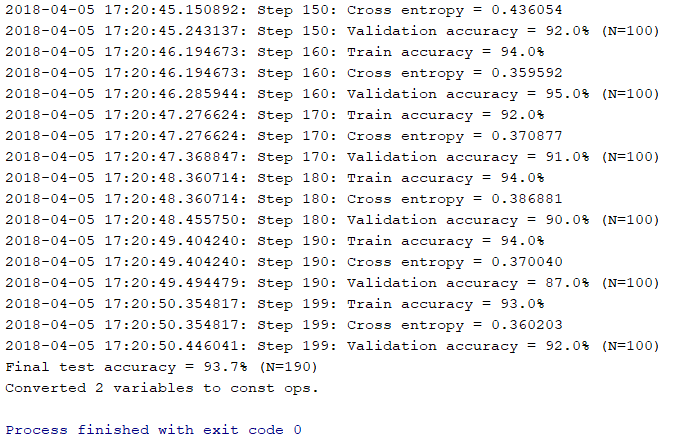 2018-04-05 17:20:45.150892: Step 150: Cross entropy = 0.436054
2018-04-05 17:20:45.243137: Step 150: Validation accuracy = 92.0% (N=100)
2018-04-05 17:20:46.194673: Step 160: Train accuracy = 94.0%
2018-04-05 17:20:46.194673: Step 160: Cross entropy = 0.359592
2018-04-05 17:20:46.285944: Step 160: Validation accuracy = 95.0% (N=100)
2018-04-05 17:20:47.276624: Step 170: Train accuracy = 92.0%
2018-04-05 17:20:47.276624: Step 170: Cross entropy = 0.370877
2018-04-05 17:20:47.368847: Step 170: Validation accuracy = 91.0% (N=100)
2018-04-05 17:20:48.360714: Step 180: Train accuracy = 94.0%
2018-04-05 17:20:48.360714: Step 180: Cross entropy = 0.386881
2018-04-05 17:20:48.455750: Step 180: Validation accuracy = 90.0% (N=100)
2018-04-05 17:20:49.404240: Step 190: Train accuracy = 94.0%
2018-04-05 17:20:49.404240: Step 190: Cross entropy = 0.370040
2018-04-05 17:20:49.494479: Step 190: Validation accuracy = 87.0% (N=100)
2018-04-05 17:20:50.354817: Step 199: Train accuracy = 93.0%
2018-04-05 17:20:50.354817: Step 199: Cross entropy = 0.360203
2018-04-05 17:20:50.446041: Step 199: Validation accuracy = 92.0% (N=100)
Final test accuracy = 93.7% (N=190)
Converted 2 variables to const ops.
Process finished with exit code 0